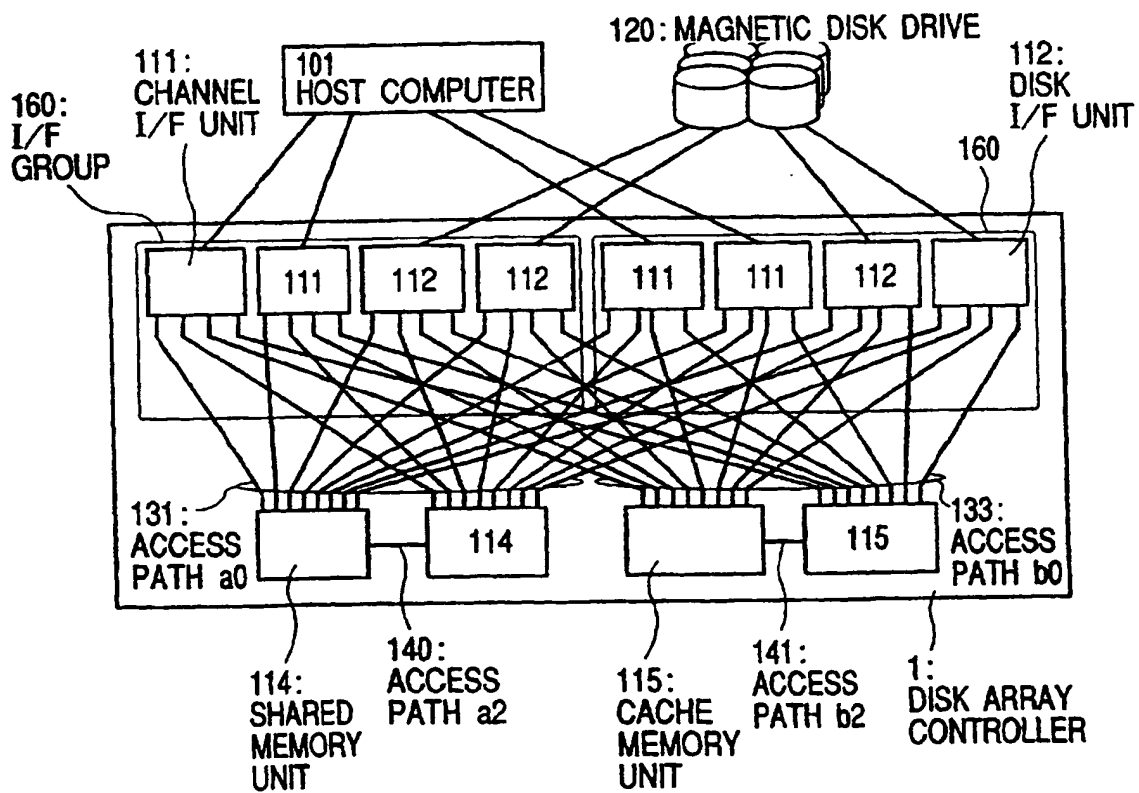 120: MAGNETIC DISK DRIVE
111:
CHANNEL
I/F UNIT
101
HOST COMPUTER
112:
DISK
I/F UNIT
160:
I/F
GROUP
160
111
112
112
111
111
112
131:
ACCESS
PATH a0
114
115
133:
ACCESS
PATH b0
114:
SHARED
MEMORY
UNIT
140:
ACCESS
PATH a2
115:
CACHE
MEMORY
UNIT
141:
ACCESS
PATH b2
1:
DISK ARRAY
CONTROLLER